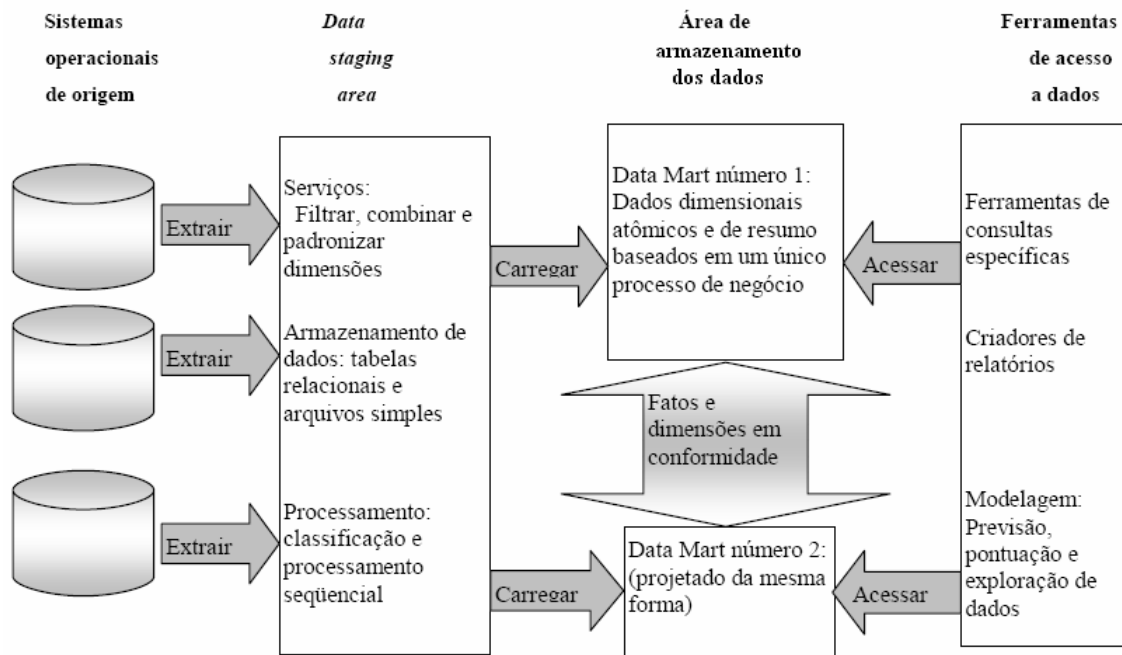 Sistemas
operacionais
de origem
Data
staging
area
Área de
armazenamento
dos dados
Ferramentas
de acesso
a dados
Extrair
Extrair
Extrair
Serviços:
Filtrar, combinar e
padronizar
dimensões
Armazenamento de
dados: tabelas
relacionais e
arquivos simples
Processamento:
classificação e
processamento
seqüencial
Carregar
Carregar
Data Mart número 1:
Dados dimensionais
atômicos e de resumo
baseados em um único
processo de negócio
Fatos e
dimensões em
conformidade
Data Mart número 2:
(projetado da mesma
forma)
Acessar
Acessar
Ferramentas de
consultas
específicas
Criadores de
relatórios
Modelagem:
Previsão,
pontuação e
exploração de
dados